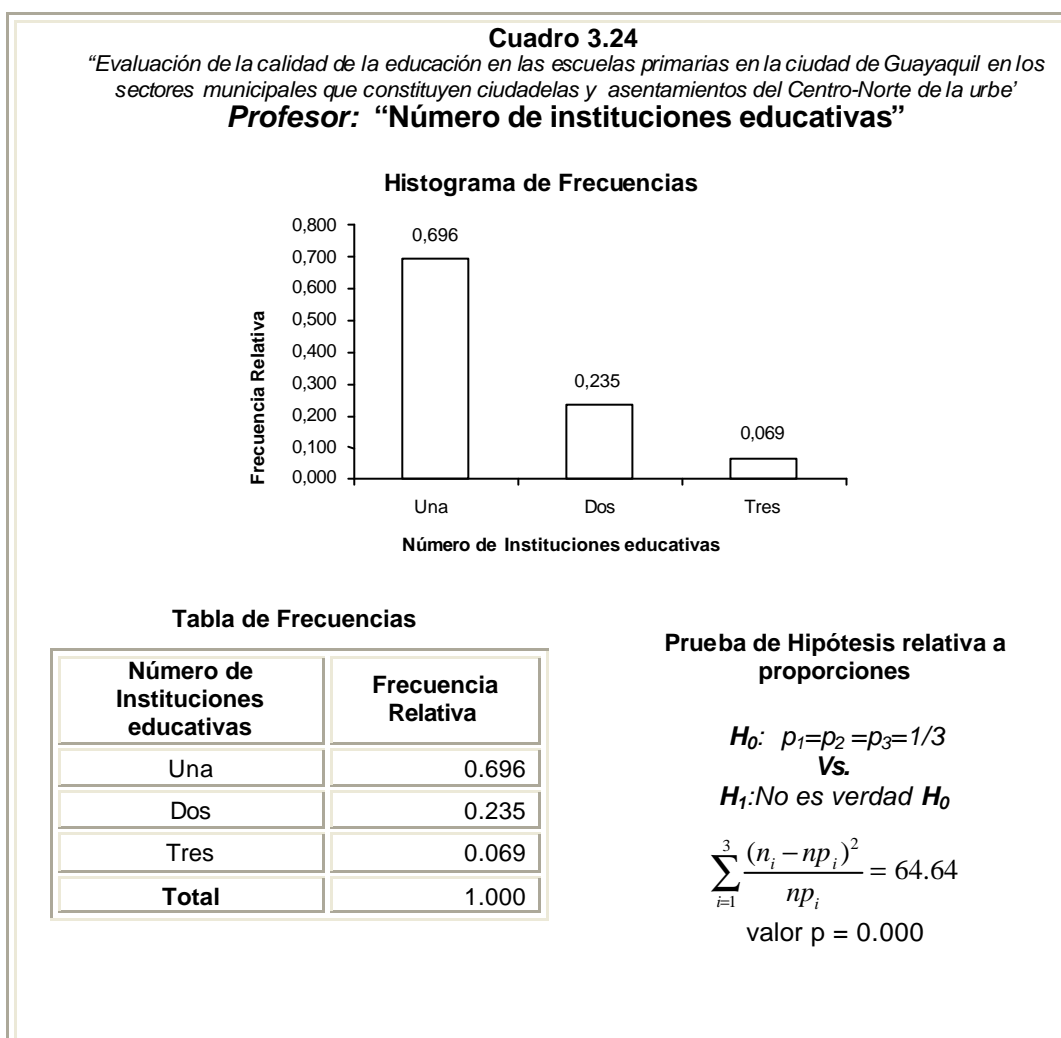 Cuadro 3.24
“Evaluación de la calidad de la educación en las escuelas primarias en la ciudad de Guayaquil en los
sectores municipales que constituyen ciudadelas y asentamientos del Centro-Norte de la urbe’
Profesor: “Número de instituciones educativas”
Histograma de Frecuencias
Frecuencia Relativa
0,800
0,700
0,600
0,500
0,400
0,300
0,200
0,100
0,000
0,696
0,235
0,069
Una Dos Tres
Número de Instituciones educativas
Tabla de Frecuencias
Número de
Instituciones
educativas
Frecuencia
Relativa
Una 0.696
Dos 0.235
Tres 0.069
Total 1.000
Prueba de Hipótesis relativa a
proporciones
H₀: p₁=p₂ =p₃=1/3
Vs.
H₁:No es verdad H₀
∑_{i=1}^{3} (n_i − np_i)² / np_i = 64.64
valor p = 0.000